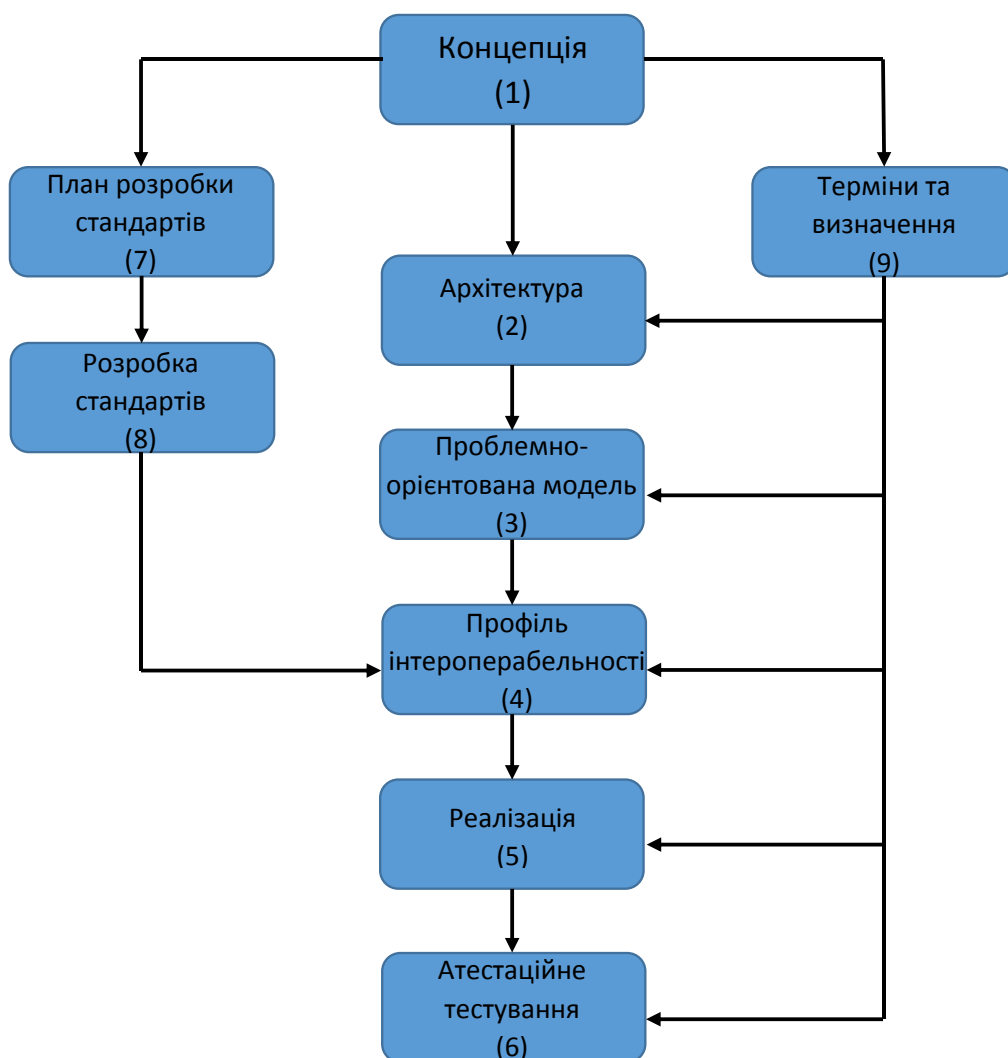 Концепція
(1)
План розробки
стандартів
(7)
Терміни та
визначення
(9)
Архітектура
(2)
Розробка
стандартів
(8)
Проблемно-
орієнтована модель
(3)
Профіль
інтероперабельності
(4)
Реалізація
(5)
Атестаційне
тестування
(6)